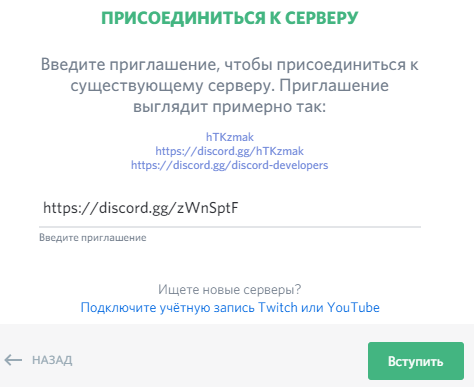 ПРИСОЕДИНИТЬСЯ К СЕРВЕРУ
Введите приглашение, чтобы присоединиться к
существующему серверу. Приглашение
выглядит примерно так:
hTKzmak
https://discord.gg/hTKzmak
https://discord.gg/discord-developers
https://discord.gg/zWnSptF
Введите приглашение
Ищете новые серверы?
Подключите учётную запись Twitch или YouTube
← НАЗАД
Вступить